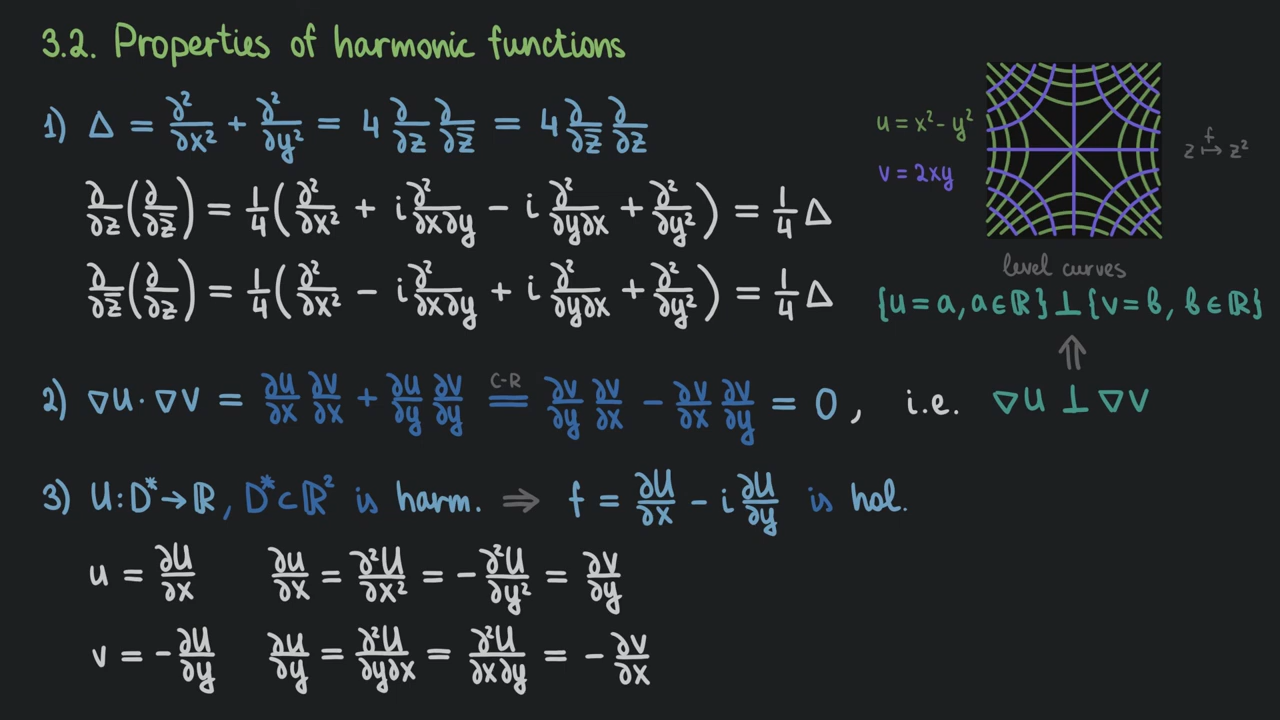 3.2. Properties of harmonic functions
1) Δ = ∂²/∂x² + ∂²/∂y² = 4 ∂/∂z ∂/∂z̅ = 4 ∂/∂z̅ ∂/∂z
∂/∂z (∂/∂z̅) = 1/4 (∂²/∂x² + i ∂²/∂x∂y − i ∂²/∂y∂x + ∂²/∂y²) = 1/4 Δ
∂/∂z̅ (∂/∂z) = 1/4 (∂²/∂x² − i ∂²/∂x∂y + i ∂²/∂y∂x + ∂²/∂y²) = 1/4 Δ
u = x² − y²
v = 2xy
z ↦ z² f
level curves
{u = a, a ∈ ℝ} ⊥ {v = b, b ∈ ℝ}
⇑
2) ∇u · ∇v = ∂u/∂x ∂v/∂x + ∂u/∂y ∂v/∂y = (C-R) ∂v/∂y ∂v/∂x − ∂v/∂x ∂v/∂y = 0, i.e. ∇u ⊥ ∇v
3) U: D* → ℝ, D* ⊂ ℝ² is harm. ⇒ f = ∂U/∂x − i ∂U/∂y is hol.
u = ∂U/∂x ∂u/∂x = ∂²U/∂x² = − ∂²U/∂y² = ∂v/∂y
v = − ∂U/∂y ∂u/∂y = ∂²U/∂y∂x = ∂²U/∂x∂y = − ∂v/∂x